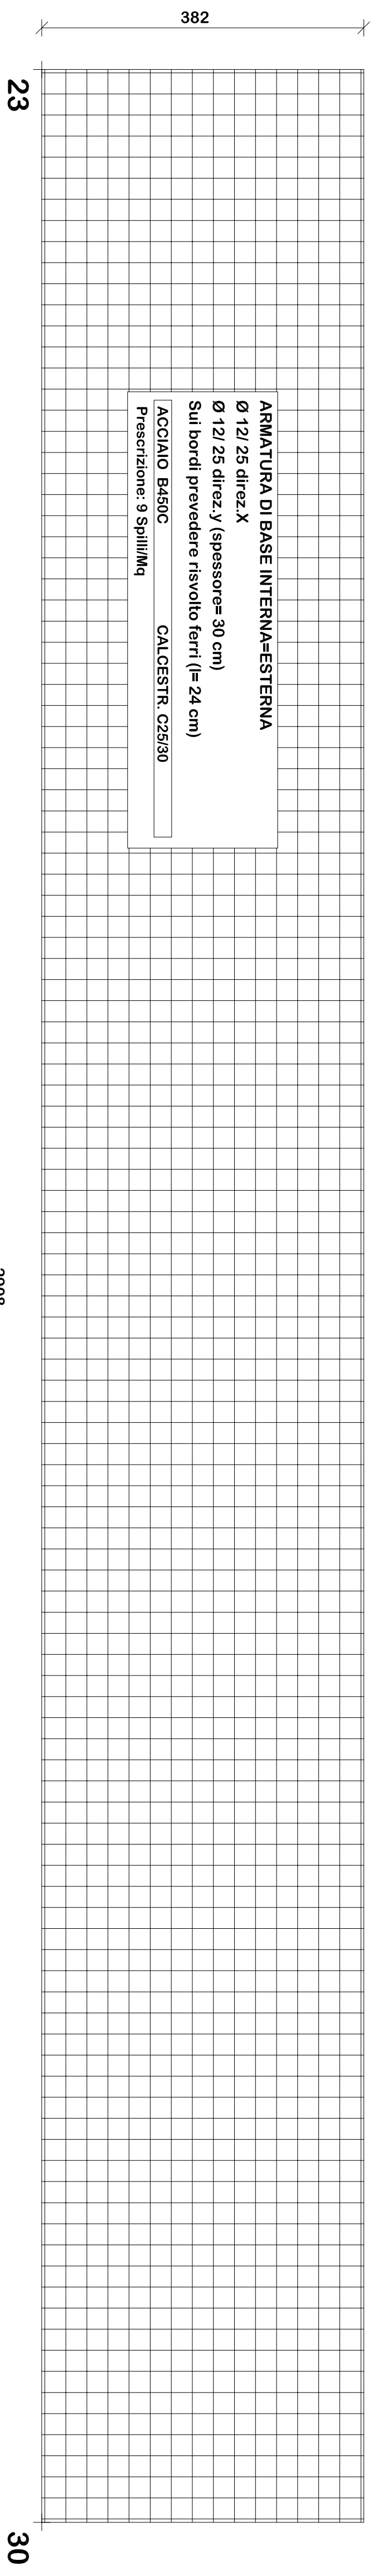 382
23
ARMATURA DI BASE INTERNA=ESTERNA
Ø 12/ 25 direz.X
Ø 12/ 25 direz.y (spessore= 30 cm)
Sui bordi prevedere risvolto ferri (l= 24 cm)
ACCIAIO B450C CALCESTR. C25/30
Prescrizione: 9 Spilli/Mq
30